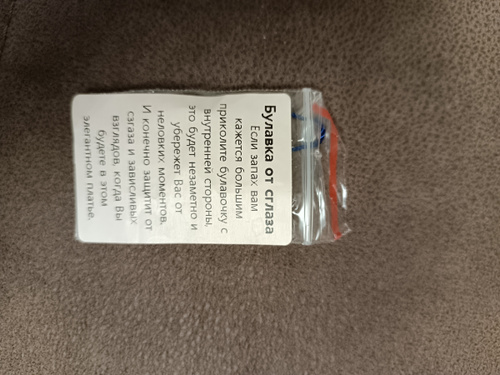 Булавка от сглаза
Если запах вам
кажется большим
приколите булавочку с
внутренней стороны,
это будет незаметно и
убережет Вас от
неловких моментов.
И конечно защитит от
сглаза и зависливых
взглядов, когда Вы
будете в этом
элегантном платье.